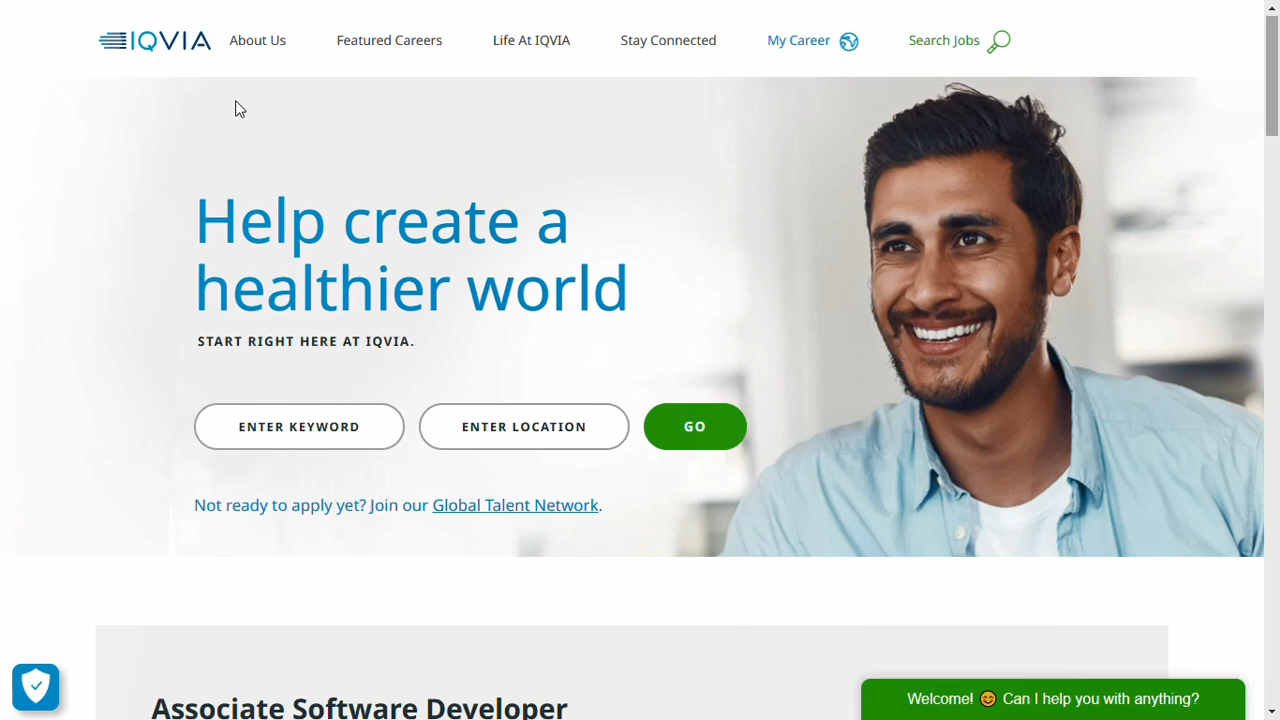 IQVIA About Us Featured Careers Life At IQVIA Stay Connected My Career Search Jobs
Help create a
healthier world
START RIGHT HERE AT IQVIA.
ENTER KEYWORD ENTER LOCATION GO
Not ready to apply yet? Join our Global Talent Network.
Associate Software Developer
Welcome! 😊 Can I help you with anything?